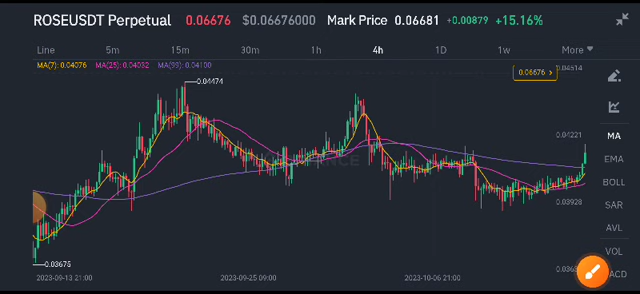 ROSEUSDT Perpetual 0.06676 $0.06676000 Mark Price 0.06681 +0.00879 +15.16%
Line 5m 15m 30m 1h 4h 1D 1w More
MA(7): 0.04076 MA(25): 0.04032 MA(99): 0.04100
0.06676 >
0.04514
0.04474
0.04221
MA
EMA
BOLL
0.03928
SAR
AVL
VOL
0.03675
2023-09-13 21:00 2023-09-25 09:00 2023-10-06 21:00